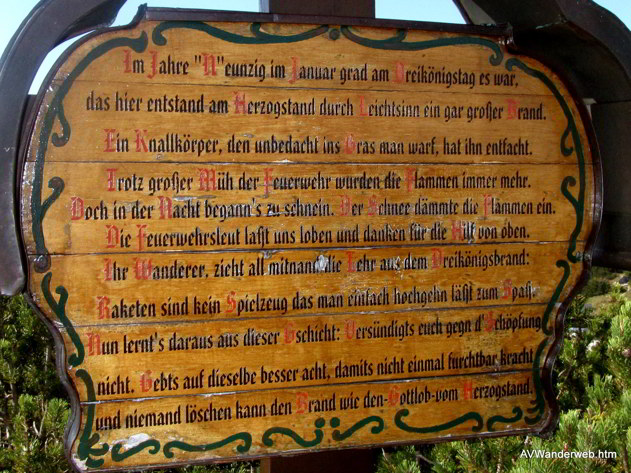 Im Jahre "Neunzig im Januar grad am Dreikönigstag es war,
das hier entstand am Herzogstand durch Leichtsinn ein gar großer Brand.
Ein Knallkörper, den unbedacht ins Gras man warf, hat ihn entfacht.
Trotz großer Müh der Feuerwehr wurden die Flammen immer mehr.
Doch in der Nacht begann's zu schnein. Der Schnee dämmte die Flammen ein.
Die Feuerwehrsleut laßt uns loben und danken für die Hilf von oben.
Ihr Wanderer, zieht all mitnand die Lehr aus dem Dreikönigsbrand:
Raketen sind kein Spielzeug das man einfach hochgehn läßt zum Spaß.
Nun lernt's daraus aus dieser Gschicht: Versündigts euch gegn d'Schöpfung
nicht. Gebts auf dieselbe besser acht, damits nicht einmal furchtbar kracht
und niemand löschen kann den Brand wie den-Gottlob-vom Herzogstand.
AVWanderer.htm
www.avwanderer.htm